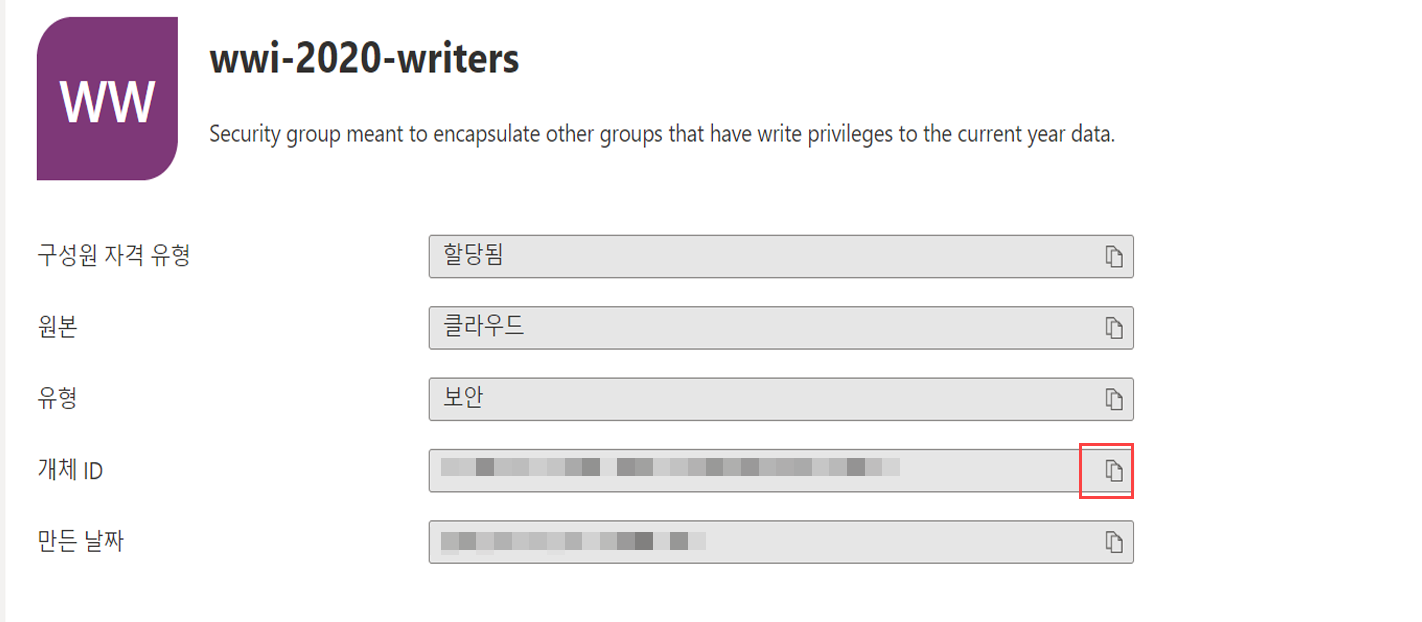 WW
wwi-2020-writers
Security group meant to encapsulate other groups that have write privileges to the current year data.
구성원 자격 유형
할당됨
원본
클라우드
유형
보안
개체 ID
만든 날짜